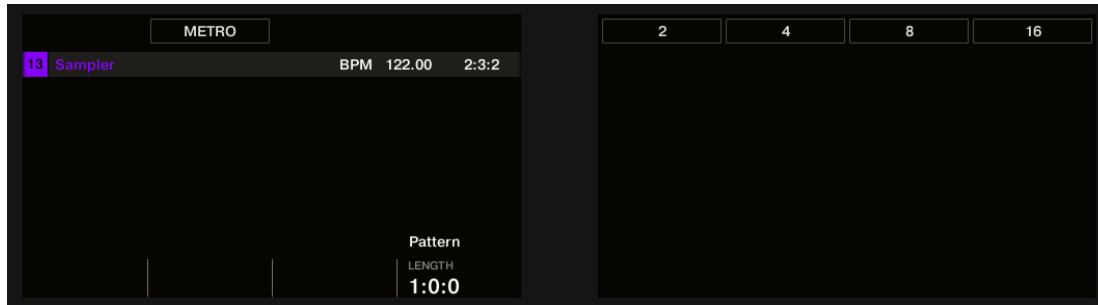 METRO
2 4 8 16
13 Sampler BPM 122.00 2:3:2
Pattern
LENGTH
1:0:0